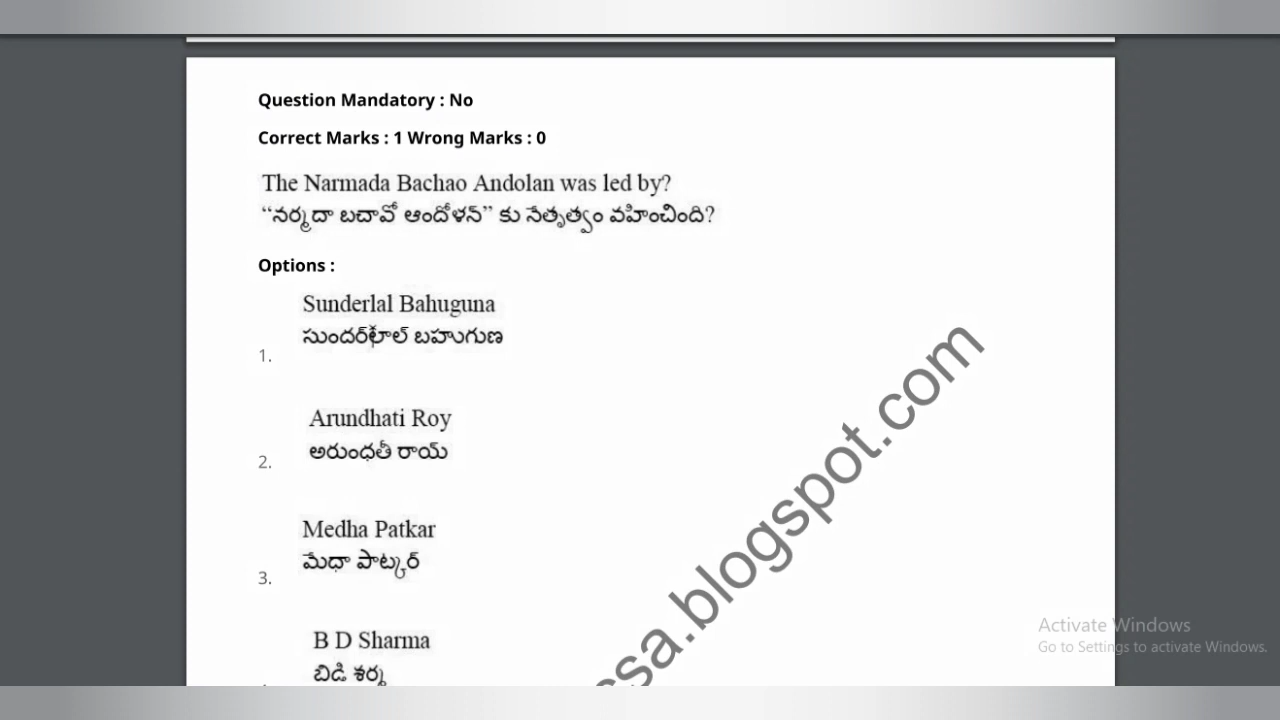 Question Mandatory : No
Correct Marks : 1 Wrong Marks : 0
The Narmada Bachao Andolan was led by?
“నర్మదా బచావో ఆందోళన్” కు నేతృత్వం వహించింది?
Options :
Sunderlal Bahuguna
సుందర్‌లాల్ బహుగుణ
1.
Arundhati Roy
అరుంధతీ రాయ్
2.
Medha Patkar
మేధా పాట్కర్
3.
B D Sharma
బిడి శర్మ
ssa.blogspot.com
Activate Windows
Go to Settings to activate Windows.